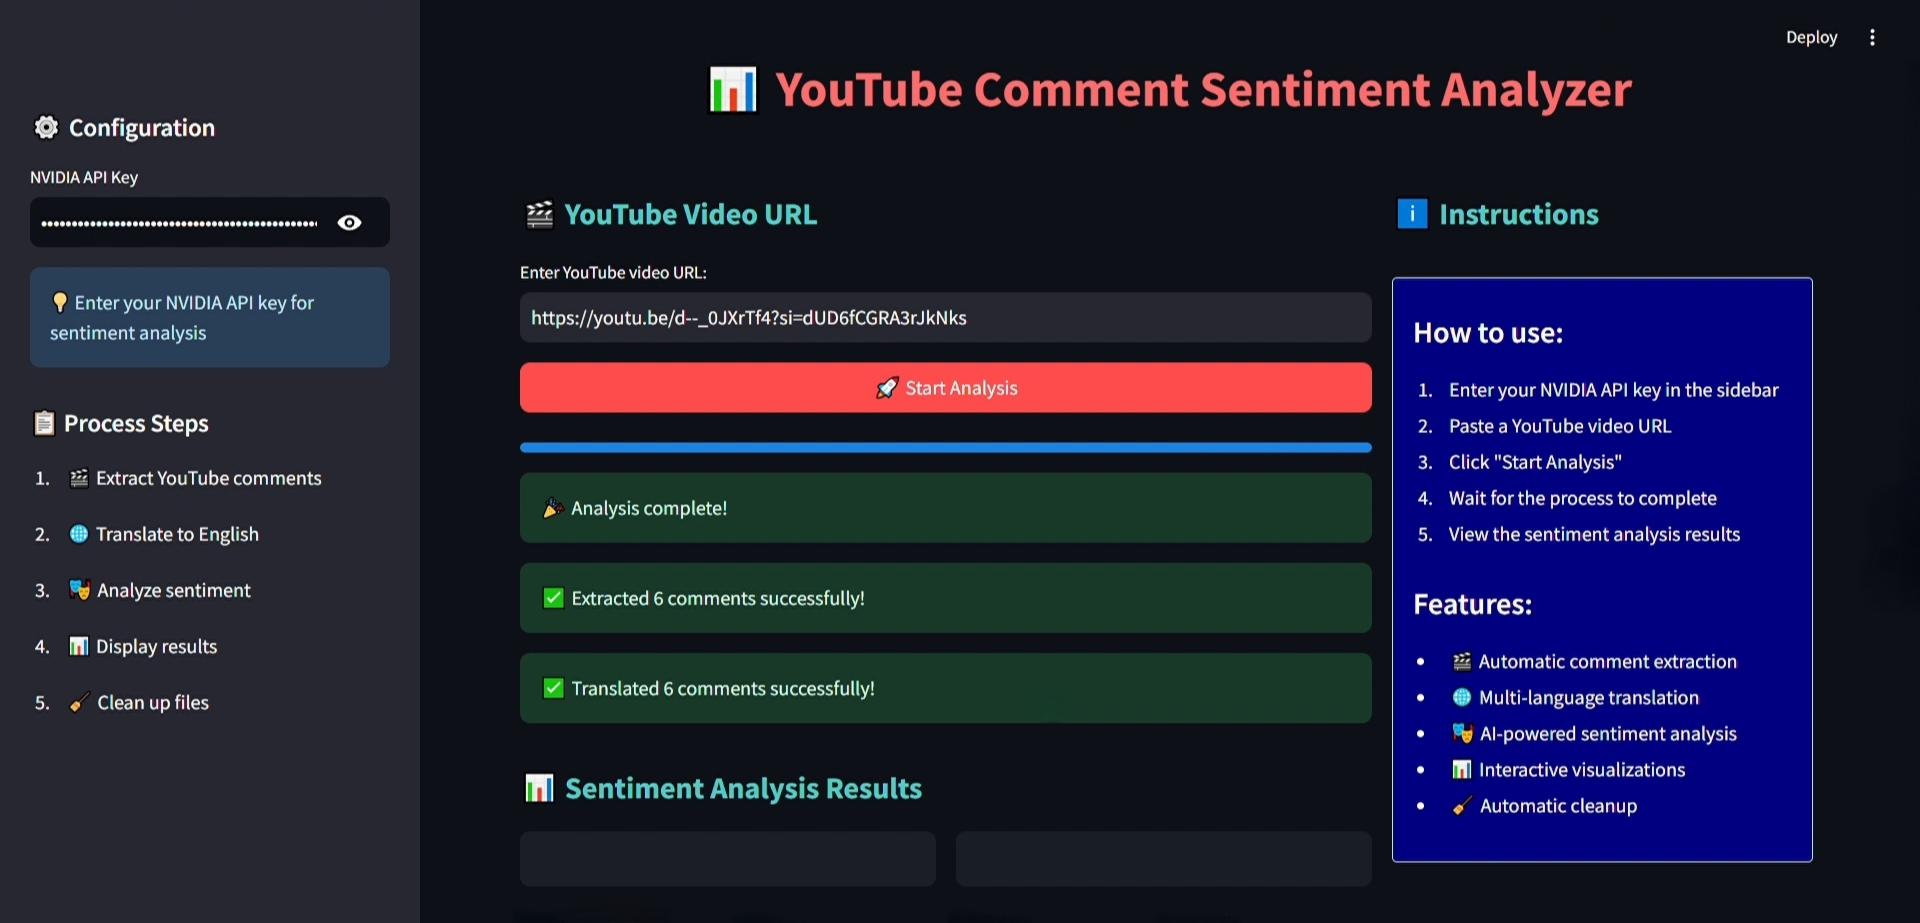 Deploy
Configuration
NVIDIA API Key
Enter your NVIDIA API key for
sentiment analysis
Process Steps
1. Extract YouTube comments
2. Translate to English
3. Analyze sentiment
4. Display results
5. Clean up files
YouTube Comment Sentiment Analyzer
YouTube Video URL
Enter YouTube video URL:
https://youtu.be/d--_0JXrTf4?si=dUD6fCGRA3rJkNks
Start Analysis
Analysis complete!
Extracted 6 comments successfully!
Translated 6 comments successfully!
Sentiment Analysis Results
Instructions
How to use:
1. Enter your NVIDIA API key in the sidebar
2. Paste a YouTube video URL
3. Click "Start Analysis"
4. Wait for the process to complete
5. View the sentiment analysis results
Features:
• Automatic comment extraction
• Multi-language translation
• AI-powered sentiment analysis
• Interactive visualizations
• Automatic cleanup